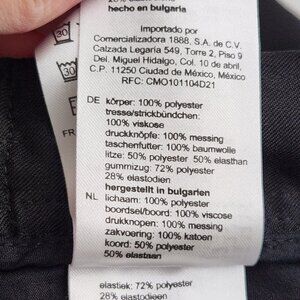 hecho en bulgaria
importado por
Comercializadora 1888, S.A. de C.V.
Calzada Legaria 549, Torre 2, Piso 9
Del. Miguel Hidalgo, Col. 10 de abril,
C.P. 11250 Ciudad de México, México
RFC: CMO101104D21
30
30
FR
DE körper: 100% polyester
tresse/strickbündchen:
100% viskose
druckknöpfe: 100% messing
taschenfutter: 100% baumwolle
litze: 50% polyester 50% elasthan
gummizug: 72% polyester
28% elastodien
hergestellt in bulgarien
NL lichaam: 100% polyester
boordsel/boord: 100% viscose
drukknopen: 100% messing
zakvoering: 100% katoen
koord: 50% polyester
50% elastaan
elastiek: 72% polyester
28% elastodieen